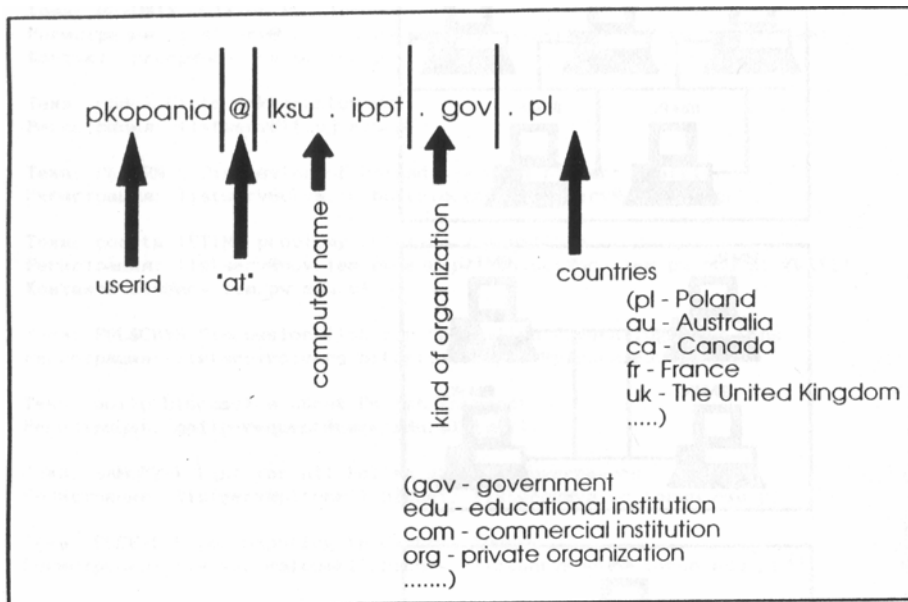 pkopania @ lksu . ippt . gov . pl
userid
'at'
computer name
kind of organization
countries
(pl - Poland
au - Australia
ca - Canada
fr - France
uk - The United Kingdom
.....)
(gov - government
edu - educational institution
com - commercial institution
org - private organization
.......)